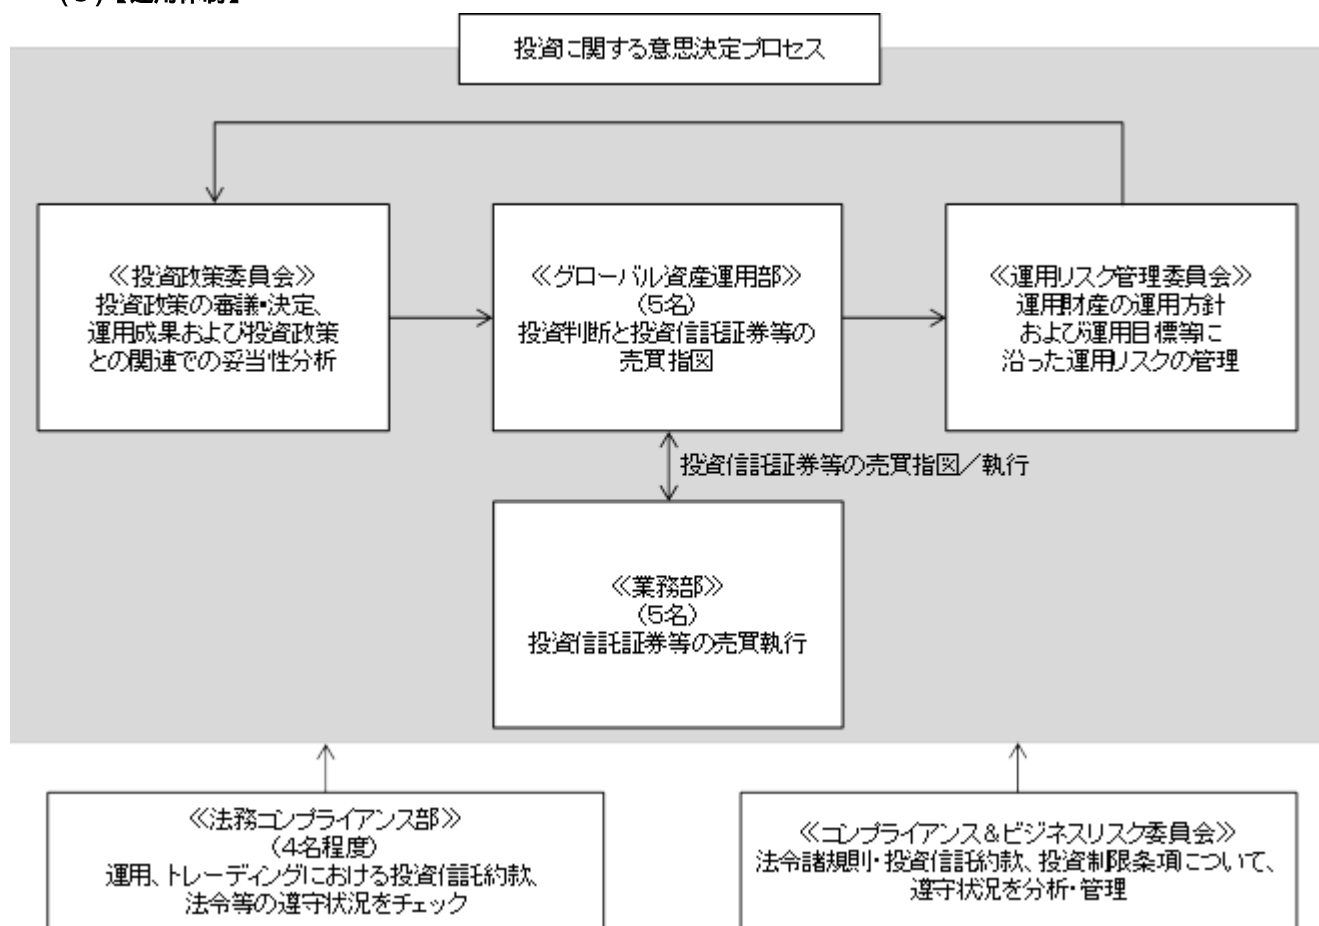 投資に関する意思決定プロセス
≪投資政策委員会≫
投資政策の審議・決定、
運用成果および投資政策
との関連での妥当性分析
≪グローバル資産運用部≫
(5名)
投資判断と投資信託証券等の
売買指図
≪運用リスク管理委員会≫
運用財産の運用方針
および運用目標等に
沿った運用リスクの管理
投資信託証券等の売買指図/執行
≪業務部≫
(5名)
投資信託証券等の売買執行
≪法務コンプライアンス部≫
(4名程度)
運用、トレーディングにおける投資信託約款、
法令等の遵守状況をチェック
≪コンプライアンス&ビジネスリスク委員会≫
法令諸規則・投資信託約款、投資制限条項について、
遵守状況を分析・管理